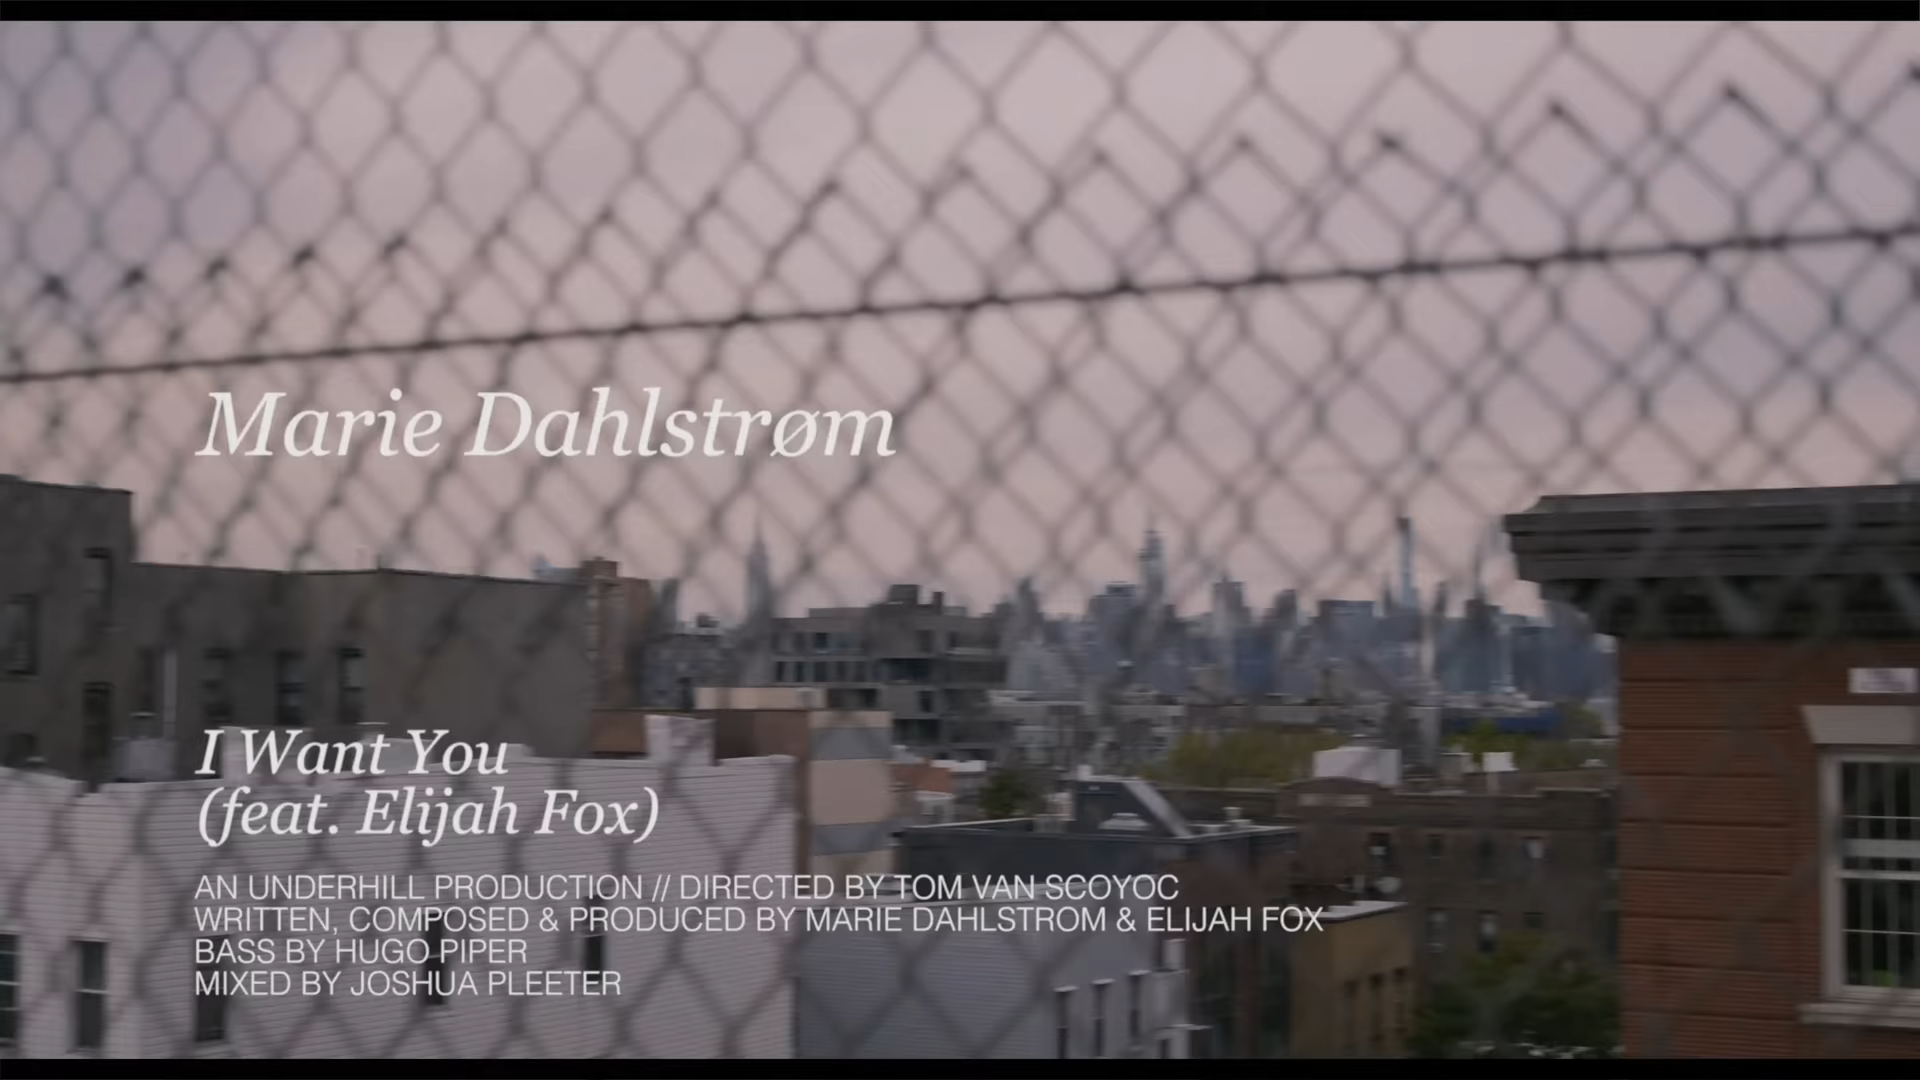 Marie Dahlstrøm
I Want You
(feat. Elijah Fox)
AN UNDERHILL PRODUCTION // DIRECTED BY TOM VAN SCOYOC
WRITTEN, COMPOSED & PRODUCED BY MARIE DAHLSTROM & ELIJAH FOX
BASS BY HUGO PIPER
MIXED BY JOSHUA PLEETER